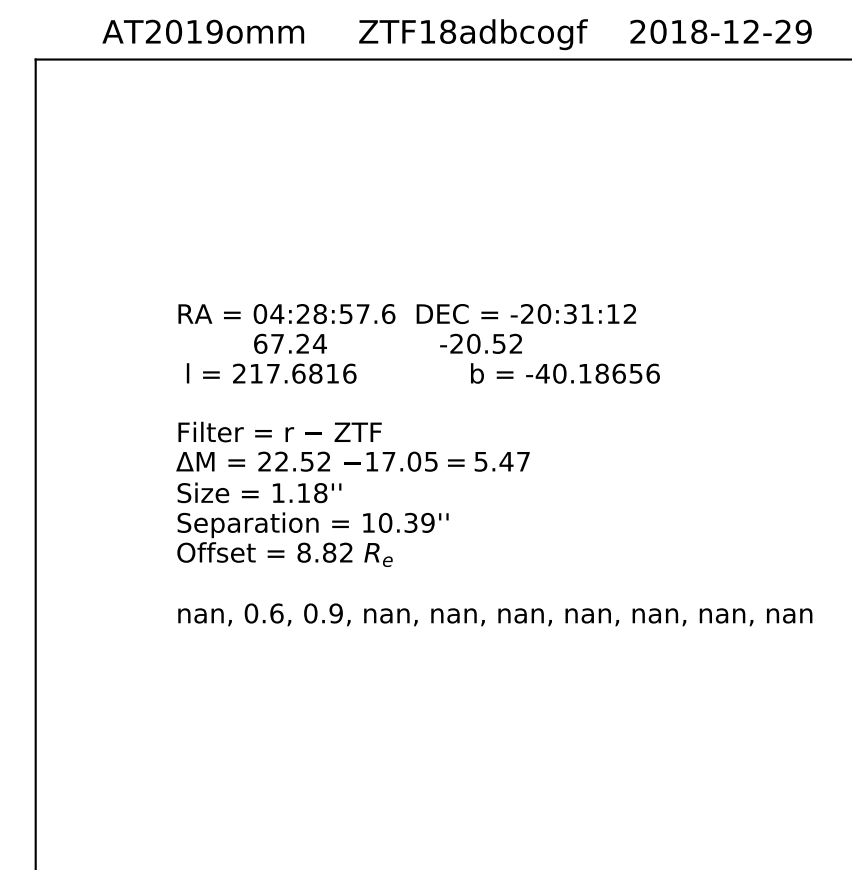 AT2019omm ZTF18adbcogf 2018-12-29
RA = 04:28:57.6 DEC = -20:31:12
67.24 -20.52
l = 217.6816 b = -40.18656
Filter = r − ZTF
ΔM = 22.52 −17.05 = 5.47
Size = 1.18''
Separation = 10.39''
Offset = 8.82 Rₑ
nan, 0.6, 0.9, nan, nan, nan, nan, nan, nan, nan